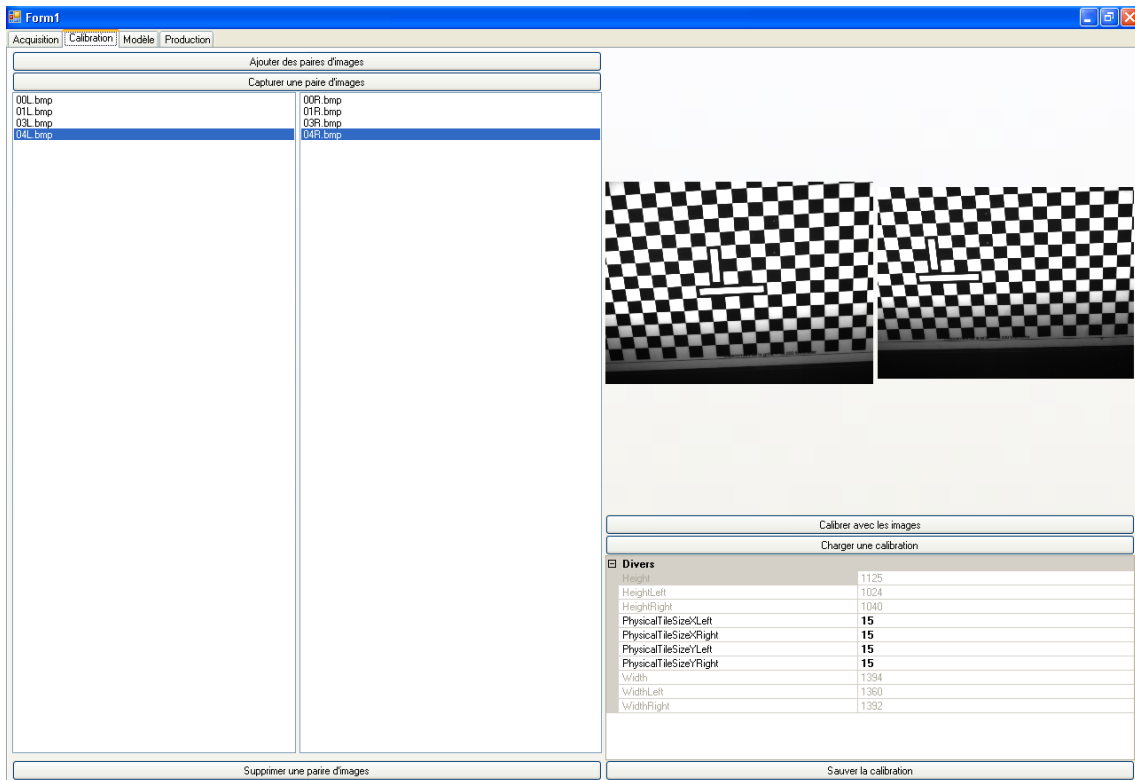 Form1
Acquisition Calibration Modèle Production
Ajouter des paires d'images
Capturer une paire d'images
00L.bmp
01L.bmp
03L.bmp
04L.bmp
00R.bmp
01R.bmp
03R.bmp
04R.bmp
Supprimer une parire d'images
Calibrer avec les images
Charger une calibration
Divers
Height 1125
HeightLeft 1024
HeightRight 1040
PhysicalTileSizeXLeft 15
PhysicalTileSizeXRight 15
PhysicalTileSizeYLeft 15
PhysicalTileSizeYRight 15
Width 1394
WidthLeft 1360
WidthRight 1392
Sauver la calibration